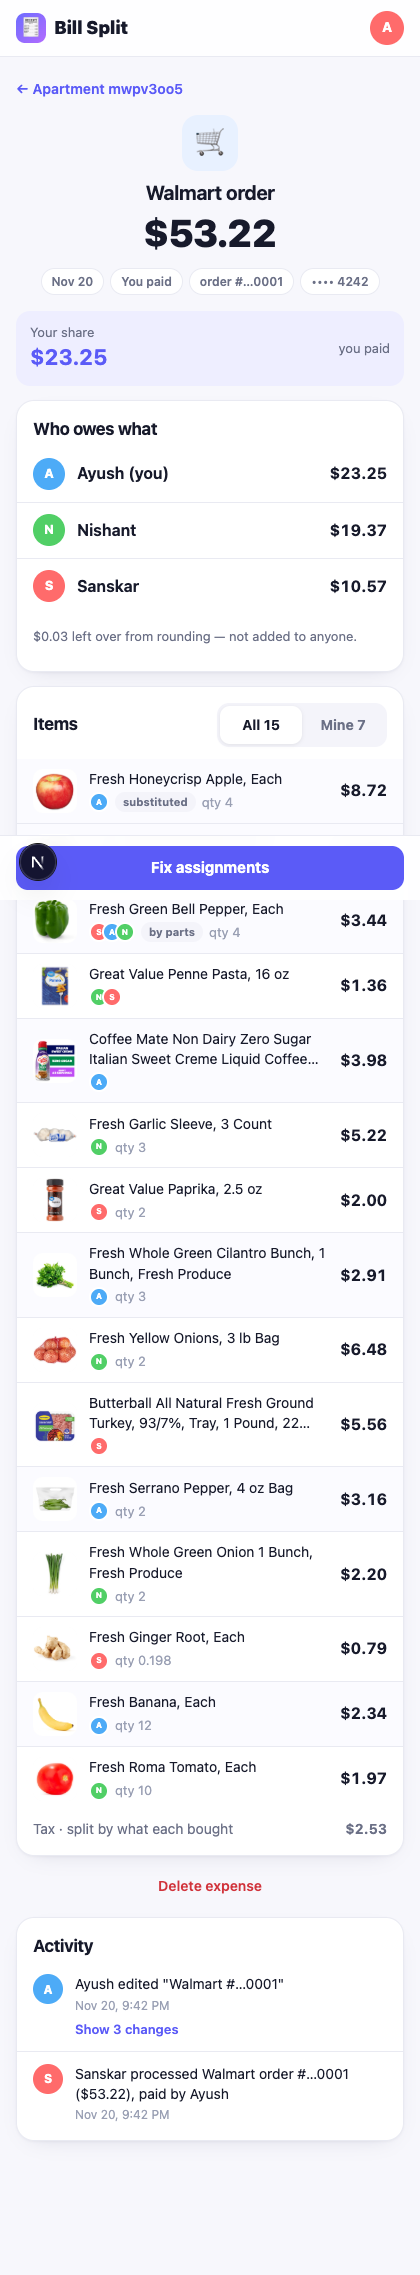 Bill Split
A
← Apartment mwpv3oo5
Walmart order
$53.22
Nov 20
You paid
order #...0001
•••• 4242
Your share
$23.25
you paid
Who owes what
A
Ayush (you)
$23.25
N
Nishant
$19.37
S
Sanskar
$10.57
$0.03 left over from rounding — not added to anyone.
Items
All 15
Mine 7
Fresh Honeycrisp Apple, Each
A substituted qty 4
$8.72
N
Fix assignments
Fresh Green Bell Pepper, Each
S A N by parts qty 4
$3.44
Great Value Penne Pasta, 16 oz
N S
$1.36
Coffee Mate Non Dairy Zero Sugar
Italian Sweet Creme Liquid Coffee...
A
$3.98
Fresh Garlic Sleeve, 3 Count
N qty 3
$5.22
Great Value Paprika, 2.5 oz
S qty 2
$2.00
Fresh Whole Green Cilantro Bunch, 1
Bunch, Fresh Produce
A qty 3
$2.91
Fresh Yellow Onions, 3 lb Bag
N qty 2
$6.48
Butterball All Natural Fresh Ground
Turkey, 93/7%, Tray, 1 Pound, 22...
S
$5.56
Fresh Serrano Pepper, 4 oz Bag
A qty 2
$3.16
Fresh Whole Green Onion 1 Bunch,
Fresh Produce
N qty 2
$2.20
Fresh Ginger Root, Each
S qty 0.198
$0.79
Fresh Banana, Each
A qty 12
$2.34
Fresh Roma Tomato, Each
N qty 10
$1.97
Tax · split by what each bought
$2.53
Delete expense
Activity
A
Ayush edited "Walmart #...0001"
Nov 20, 9:42 PM
Show 3 changes
S
Sanskar processed Walmart order #...0001
($53.22), paid by Ayush
Nov 20, 9:42 PM